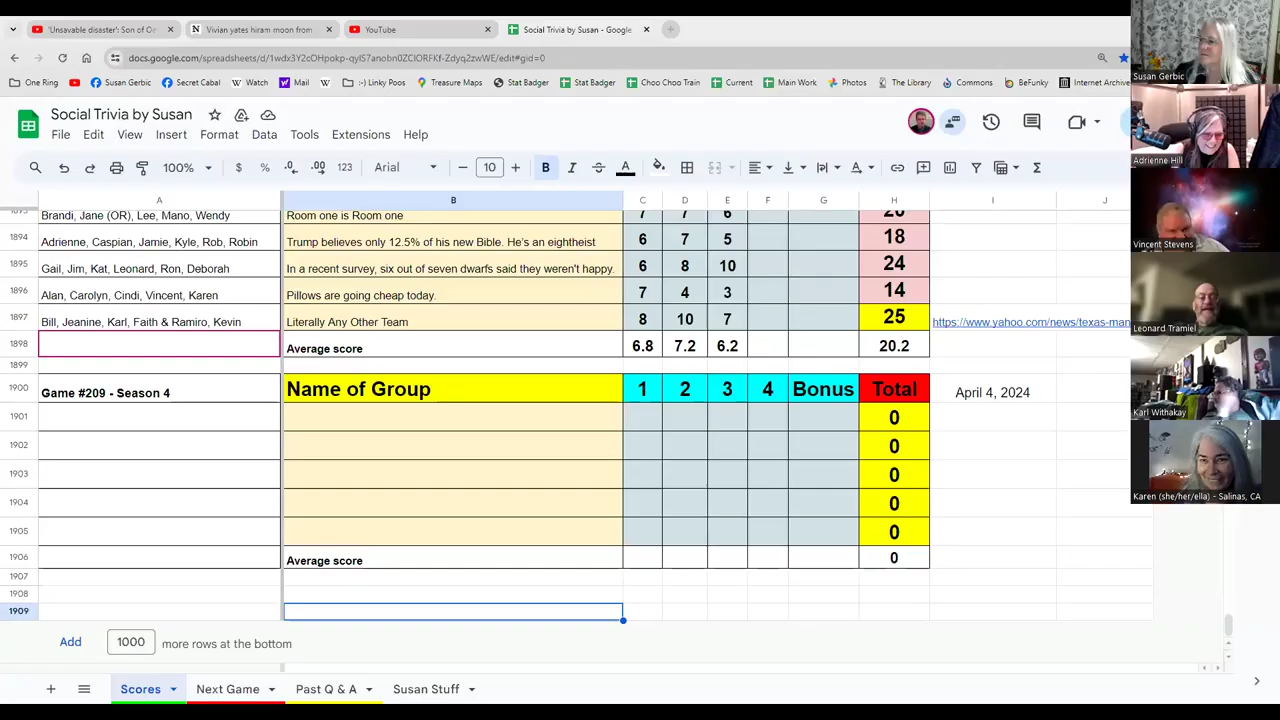 'Unsavable disaster': Son of O
Vivian yates hiram moon from
YouTube
Social Trivia by Susan - Google
docs.google.com/spreadsheets/d/
edit#gid=0
One Ring
Susan Gerbic
Secret Cabal
Watch
Mail
:-) Linky Poos
Treasure Maps
Stat Badger
Choo Choo Train
Current
Main Work
Photos
The Library
Commons
BeFunky
Internet Archive
Social Trivia by Susan
File Edit View Insert Format Data Tools Extensions Help
100% $ % .0 .00 123 Arial 10 B I A
A B C D E F G H I J
1893 Brandi, Jane (OR), Lee, Mano, Wendy Room one is Room one 7 7 6 20
1894 Adrienne, Caspian, Jamie, Kyle, Rob, Robin Trump believes only 12.5% of his new Bible. He's an eightheist 6 7 5 18
1895 Gail, Jim, Kat, Leonard, Ron, Deborah In a recent survey, six out of seven dwarfs said they weren't happy. 6 8 10 24
1896 Alan, Carolyn, Cindi, Vincent, Karen Pillows are going cheap today. 7 4 3 14
1897 Bill, Jeanine, Karl, Faith & Ramiro, Kevin Literally Any Other Team 8 10 7 25 https://www.yahoo.com/news/texas-man
1898 Average score 6.8 7.2 6.2 20.2
1899
1900 Game #209 - Season 4 Name of Group 1 2 3 4 Bonus Total April 4, 2024
1901 0
1902 0
1903 0
1904 0
1905 0
1906 Average score 0
1907
1908
1909
Add 1000 more rows at the bottom
Scores Next Game Past Q & A Susan Stuff
Susan Gerbic
Adrienne Hill
Vincent Stevens
Leonard Tramiel
Karl Withakay
Karen (she/her/ella) - Salinas, CA